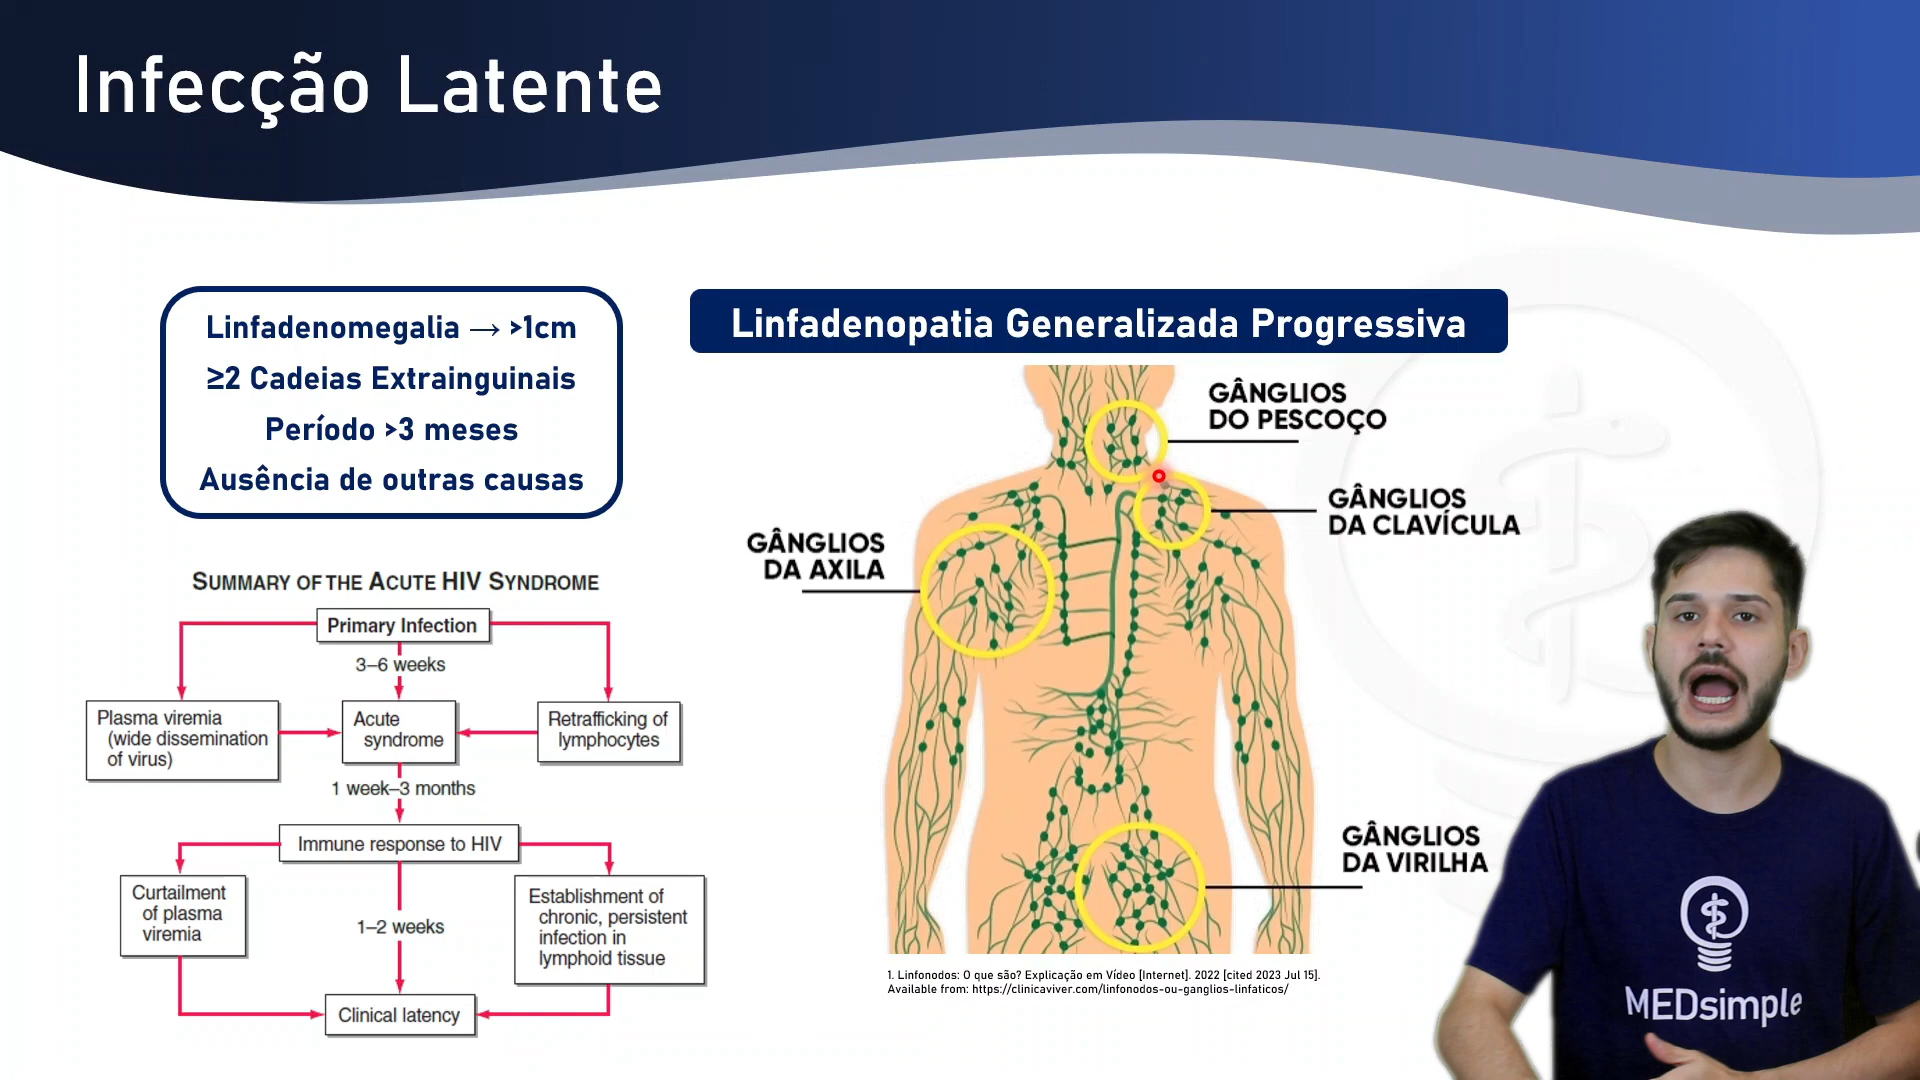 Infecção Latente
Linfadenomegalia → >1cm
≥2 Cadeias Extrainguinais
Período >3 meses
Ausência de outras causas
Linfadenopatia Generalizada Progressiva
GÂNGLIOS
DO PESCOÇO
GÂNGLIOS
DA CLAVÍCULA
GÂNGLIOS
DA AXILA
GÂNGLIOS
DA VIRILHA
1. Linfonodos: O que são? Explicação em Vídeo [Internet]. 2022 [cited 2023 Jul 15].
Available from: https://clinicaviver.com/linfonodos-ou-ganglios-linfaticos/
SUMMARY OF THE ACUTE HIV SYNDROME
Primary Infection
3–6 weeks
Plasma viremia
(wide dissemination
of virus)
Acute
syndrome
Retrafficking of
lymphocytes
1 week–3 months
Immune response to HIV
Curtailment
of plasma
viremia
1–2 weeks
Establishment of
chronic, persistent
infection in
lymphoid tissue
Clinical latency
MEDsimple